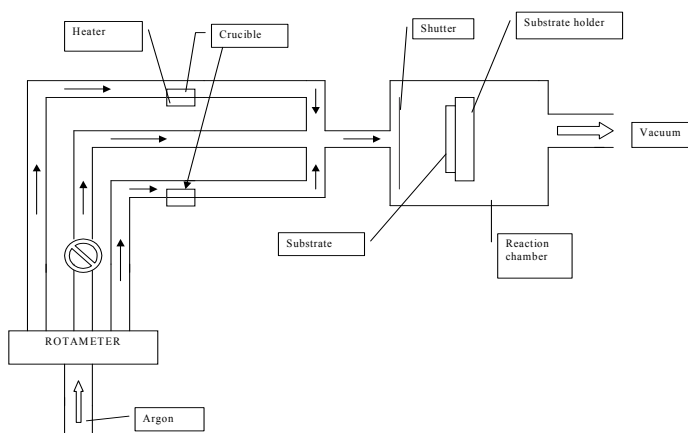 Heater
Crucible
Shutter
Substrate holder
Vacuum
Substrate
Reaction
chamber
ROTAMETER
Argon